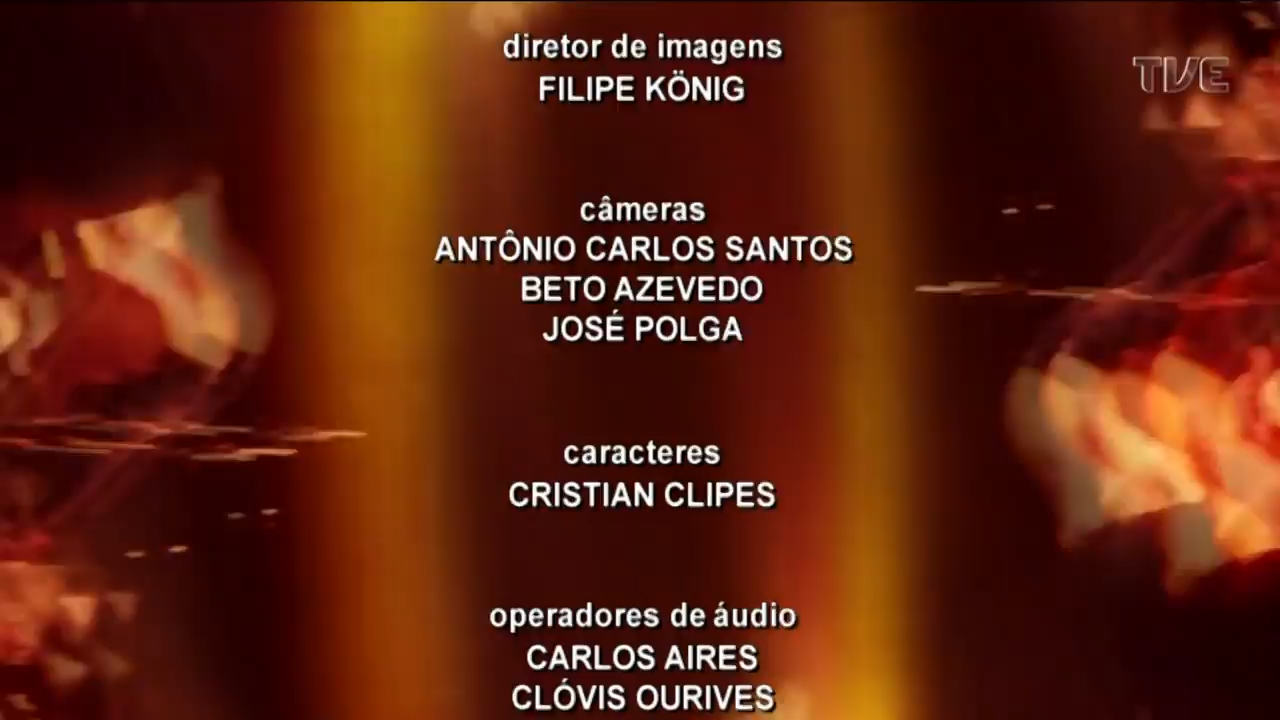 diretor de imagens
FILIPE KÖNIG
TVE
câmeras
ANTÔNIO CARLOS SANTOS
BETO AZEVEDO
JOSÉ POLGA
caracteres
CRISTIAN CLIPES
operadores de áudio
CARLOS AIRES
CLÓVIS OURIVES